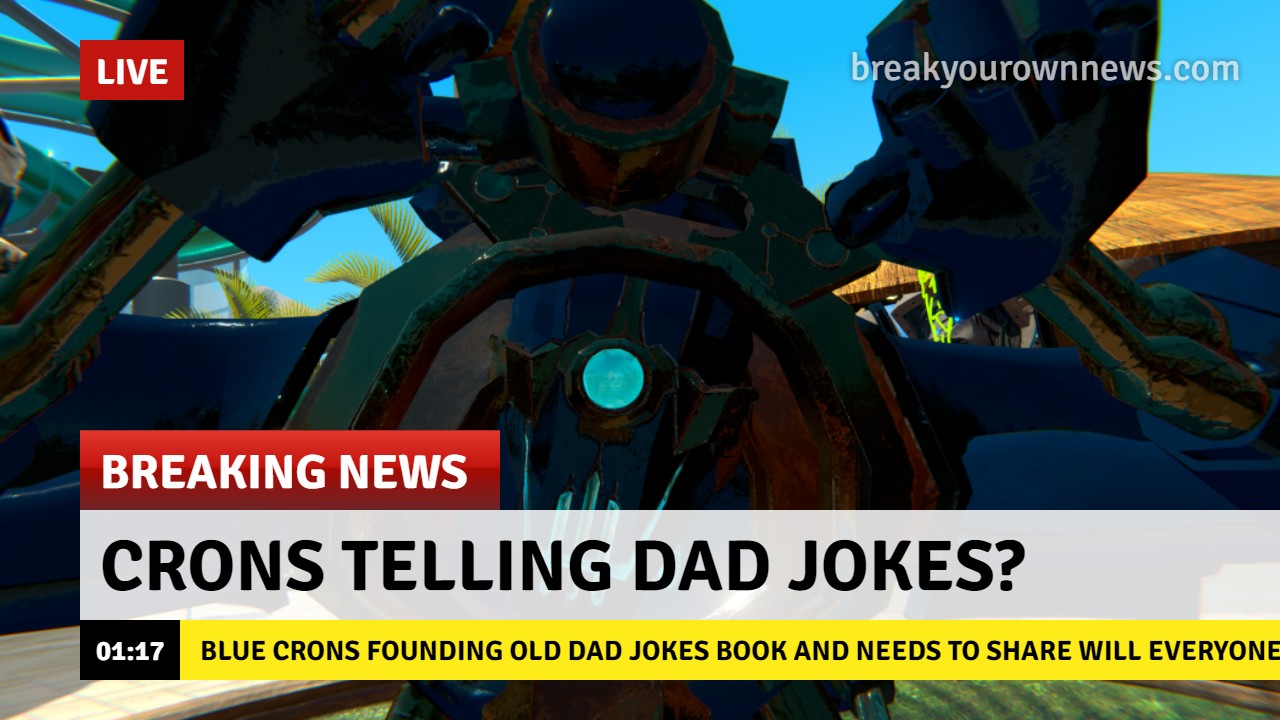 LIVE
breakyourownnews.com
BREAKING NEWS
CRONS TELLING DAD JOKES?
01:17
BLUE CRONS FOUNDING OLD DAD JOKES BOOK AND NEEDS TO SHARE WILL EVERYONE